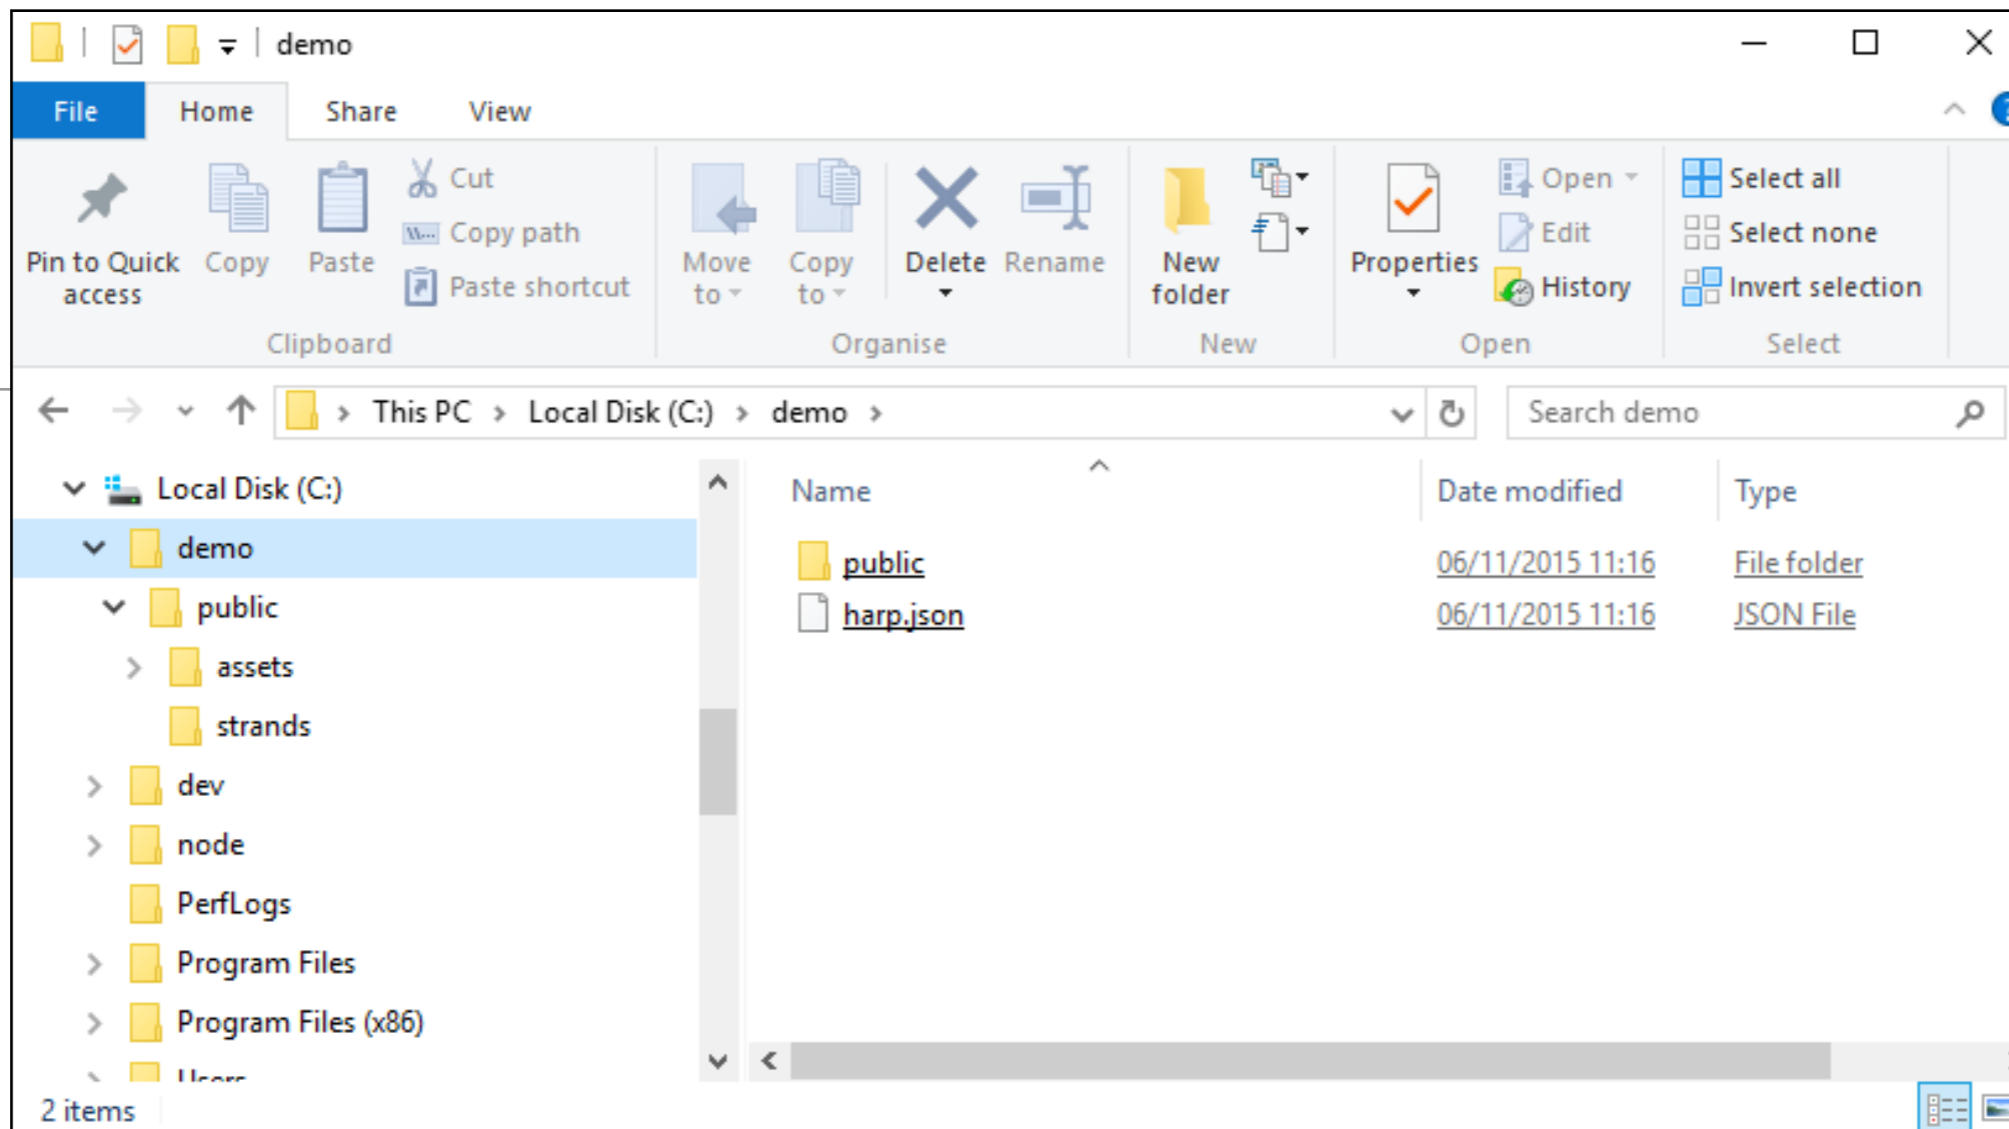 demo
File Home Share View
Pin to Quick access
Copy
Paste
Cut
Copy path
Paste shortcut
Clipboard
Move to
Copy to
Delete
Rename
Organise
New folder
New
Properties
Open
Edit
History
Open
Select all
Select none
Invert selection
Select
This PC > Local Disk (C:) > demo >
Search demo
Local Disk (C:)
demo
public
assets
strands
dev
node
PerfLogs
Program Files
Program Files (x86)
Users
Name Date modified Type
public 06/11/2015 11:16 File folder
harp.json 06/11/2015 11:16 JSON File
2 items